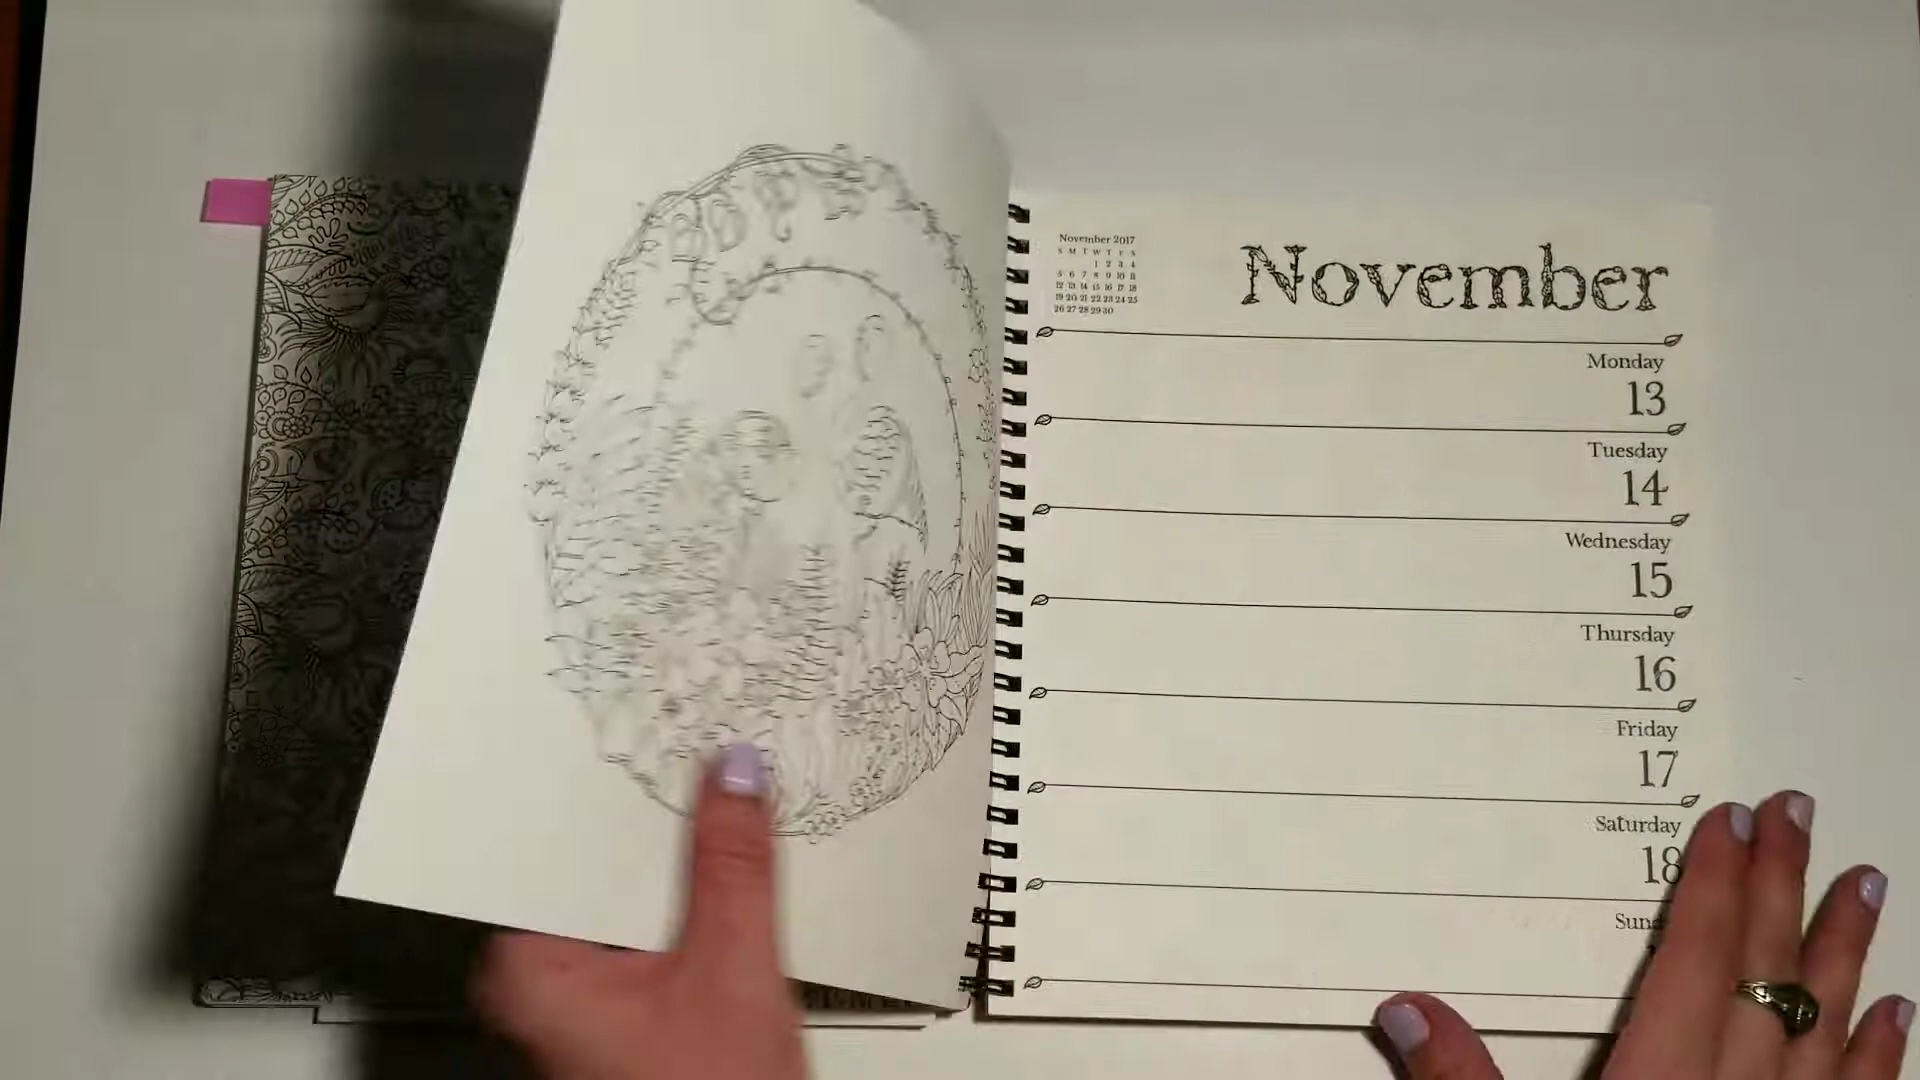 November 2017
S M T W T F S
1 2 3 4
5 6 7 8 9 10 11
12 13 14 15 16 17 18
19 20 21 22 23 24 25
26 27 28 29 30
November
Monday
13
Tuesday
14
Wednesday
15
Thursday
16
Friday
17
Saturday
18